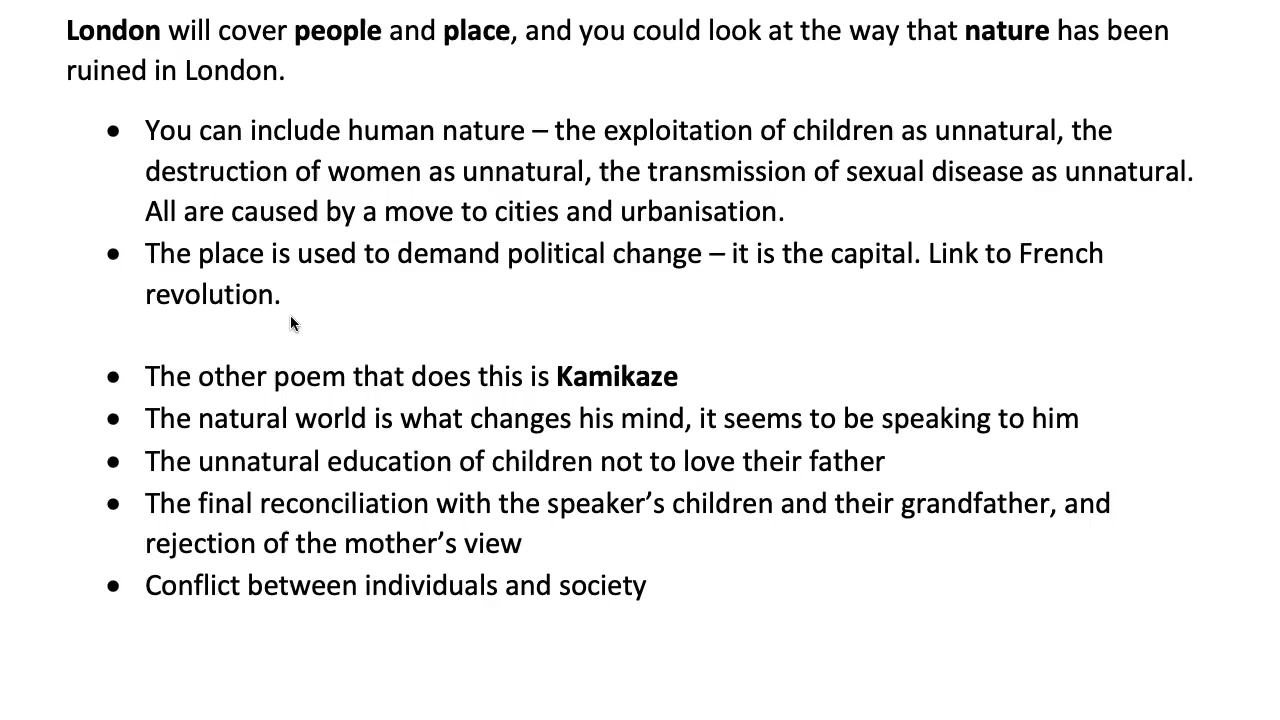 London will cover people and place, and you could look at the way that nature has been
ruined in London.
• You can include human nature – the exploitation of children as unnatural, the
destruction of women as unnatural, the transmission of sexual disease as unnatural.
All are caused by a move to cities and urbanisation.
• The place is used to demand political change – it is the capital. Link to French
revolution.
• The other poem that does this is Kamikaze
• The natural world is what changes his mind, it seems to be speaking to him
• The unnatural education of children not to love their father
• The final reconciliation with the speaker’s children and their grandfather, and
rejection of the mother’s view
• Conflict between individuals and society